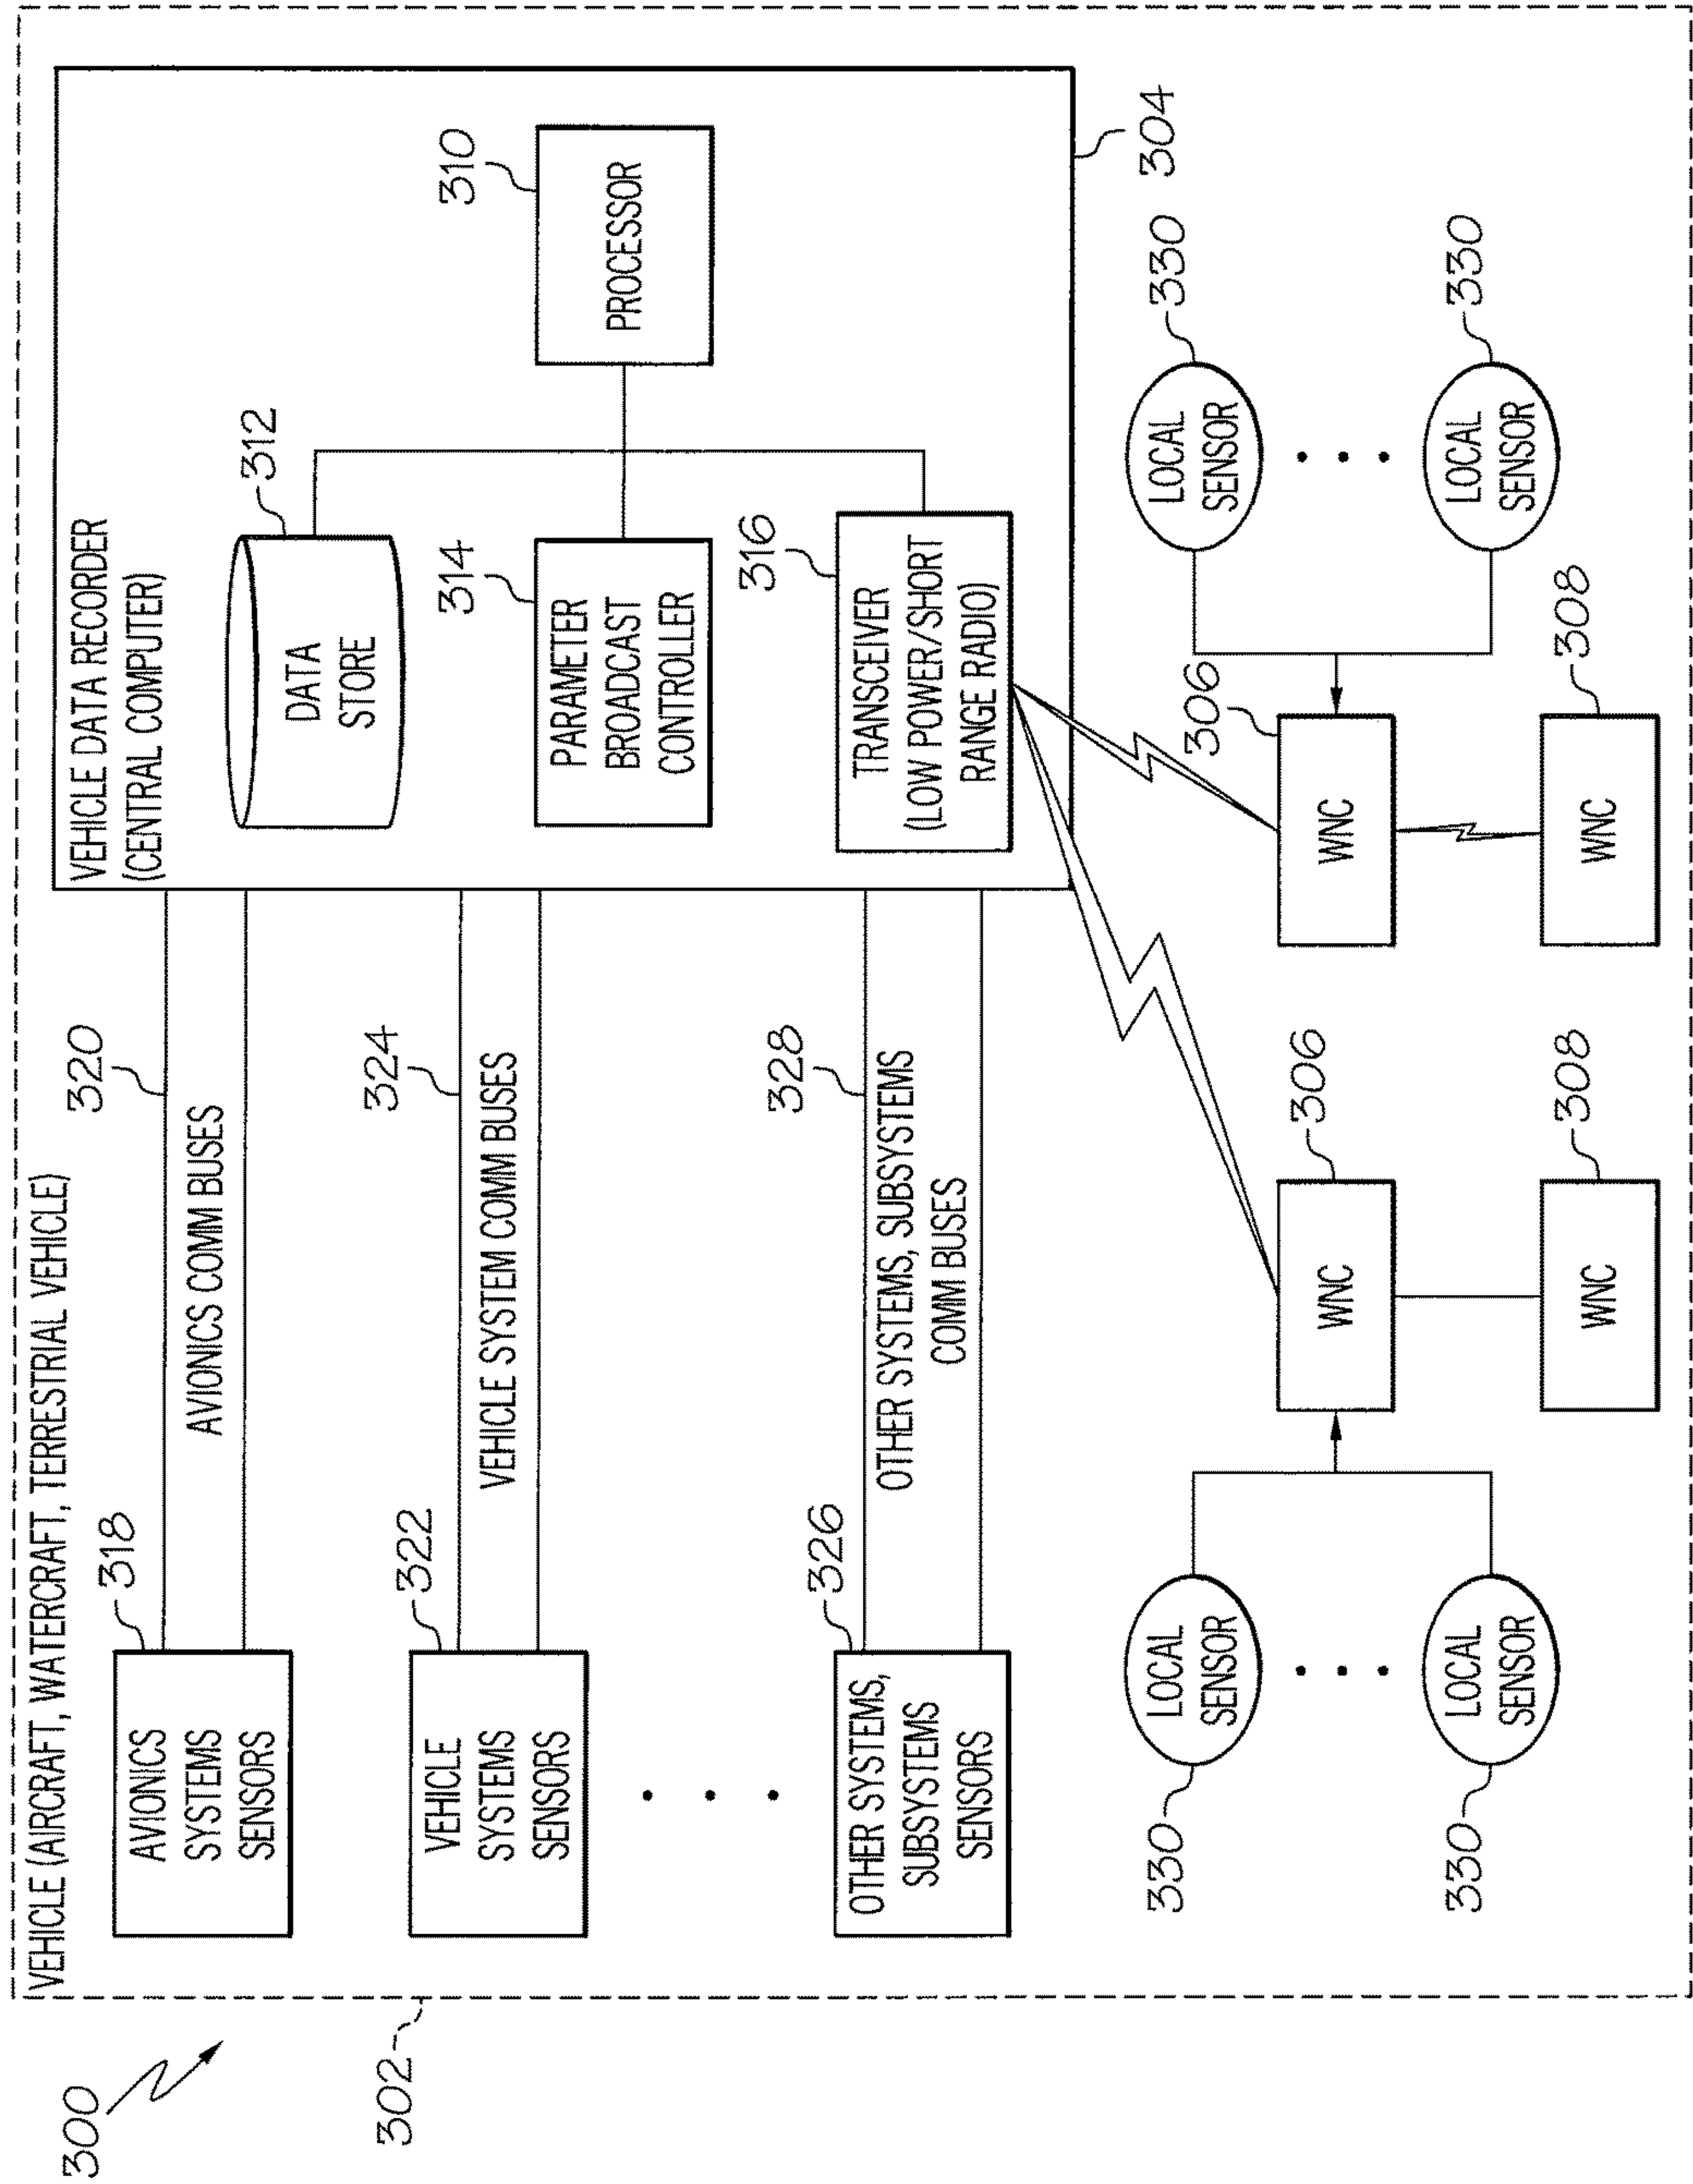 300
302
VEHICLE (AIRCRAFT, WATERCRAFT, TERRESTRIAL VEHICLE)
318
AVIONICS
SYSTEMS
SENSORS
320
AVIONICS COMM BUSES
322
VEHICLE
SYSTEMS
SENSORS
324
VEHICLE SYSTEM COMM BUSES
326
OTHER SYSTEMS,
SUBSYSTEMS
SENSORS
328
OTHER SYSTEMS, SUBSYSTEMS
COMM BUSES
VEHICLE DATA RECORDER
(CENTRAL COMPUTER)
312
DATA
STORE
310
PROCESSOR
314
PARAMETER
BROADCAST
CONTROLLER
316
TRANSCEIVER
(LOW POWER/SHORT
RANGE RADIO)
304
330
LOCAL
SENSOR
330
LOCAL
SENSOR
306
WNC
308
WNC
306
WNC
308
WNC
LOCAL
SENSOR
330
LOCAL
SENSOR
330